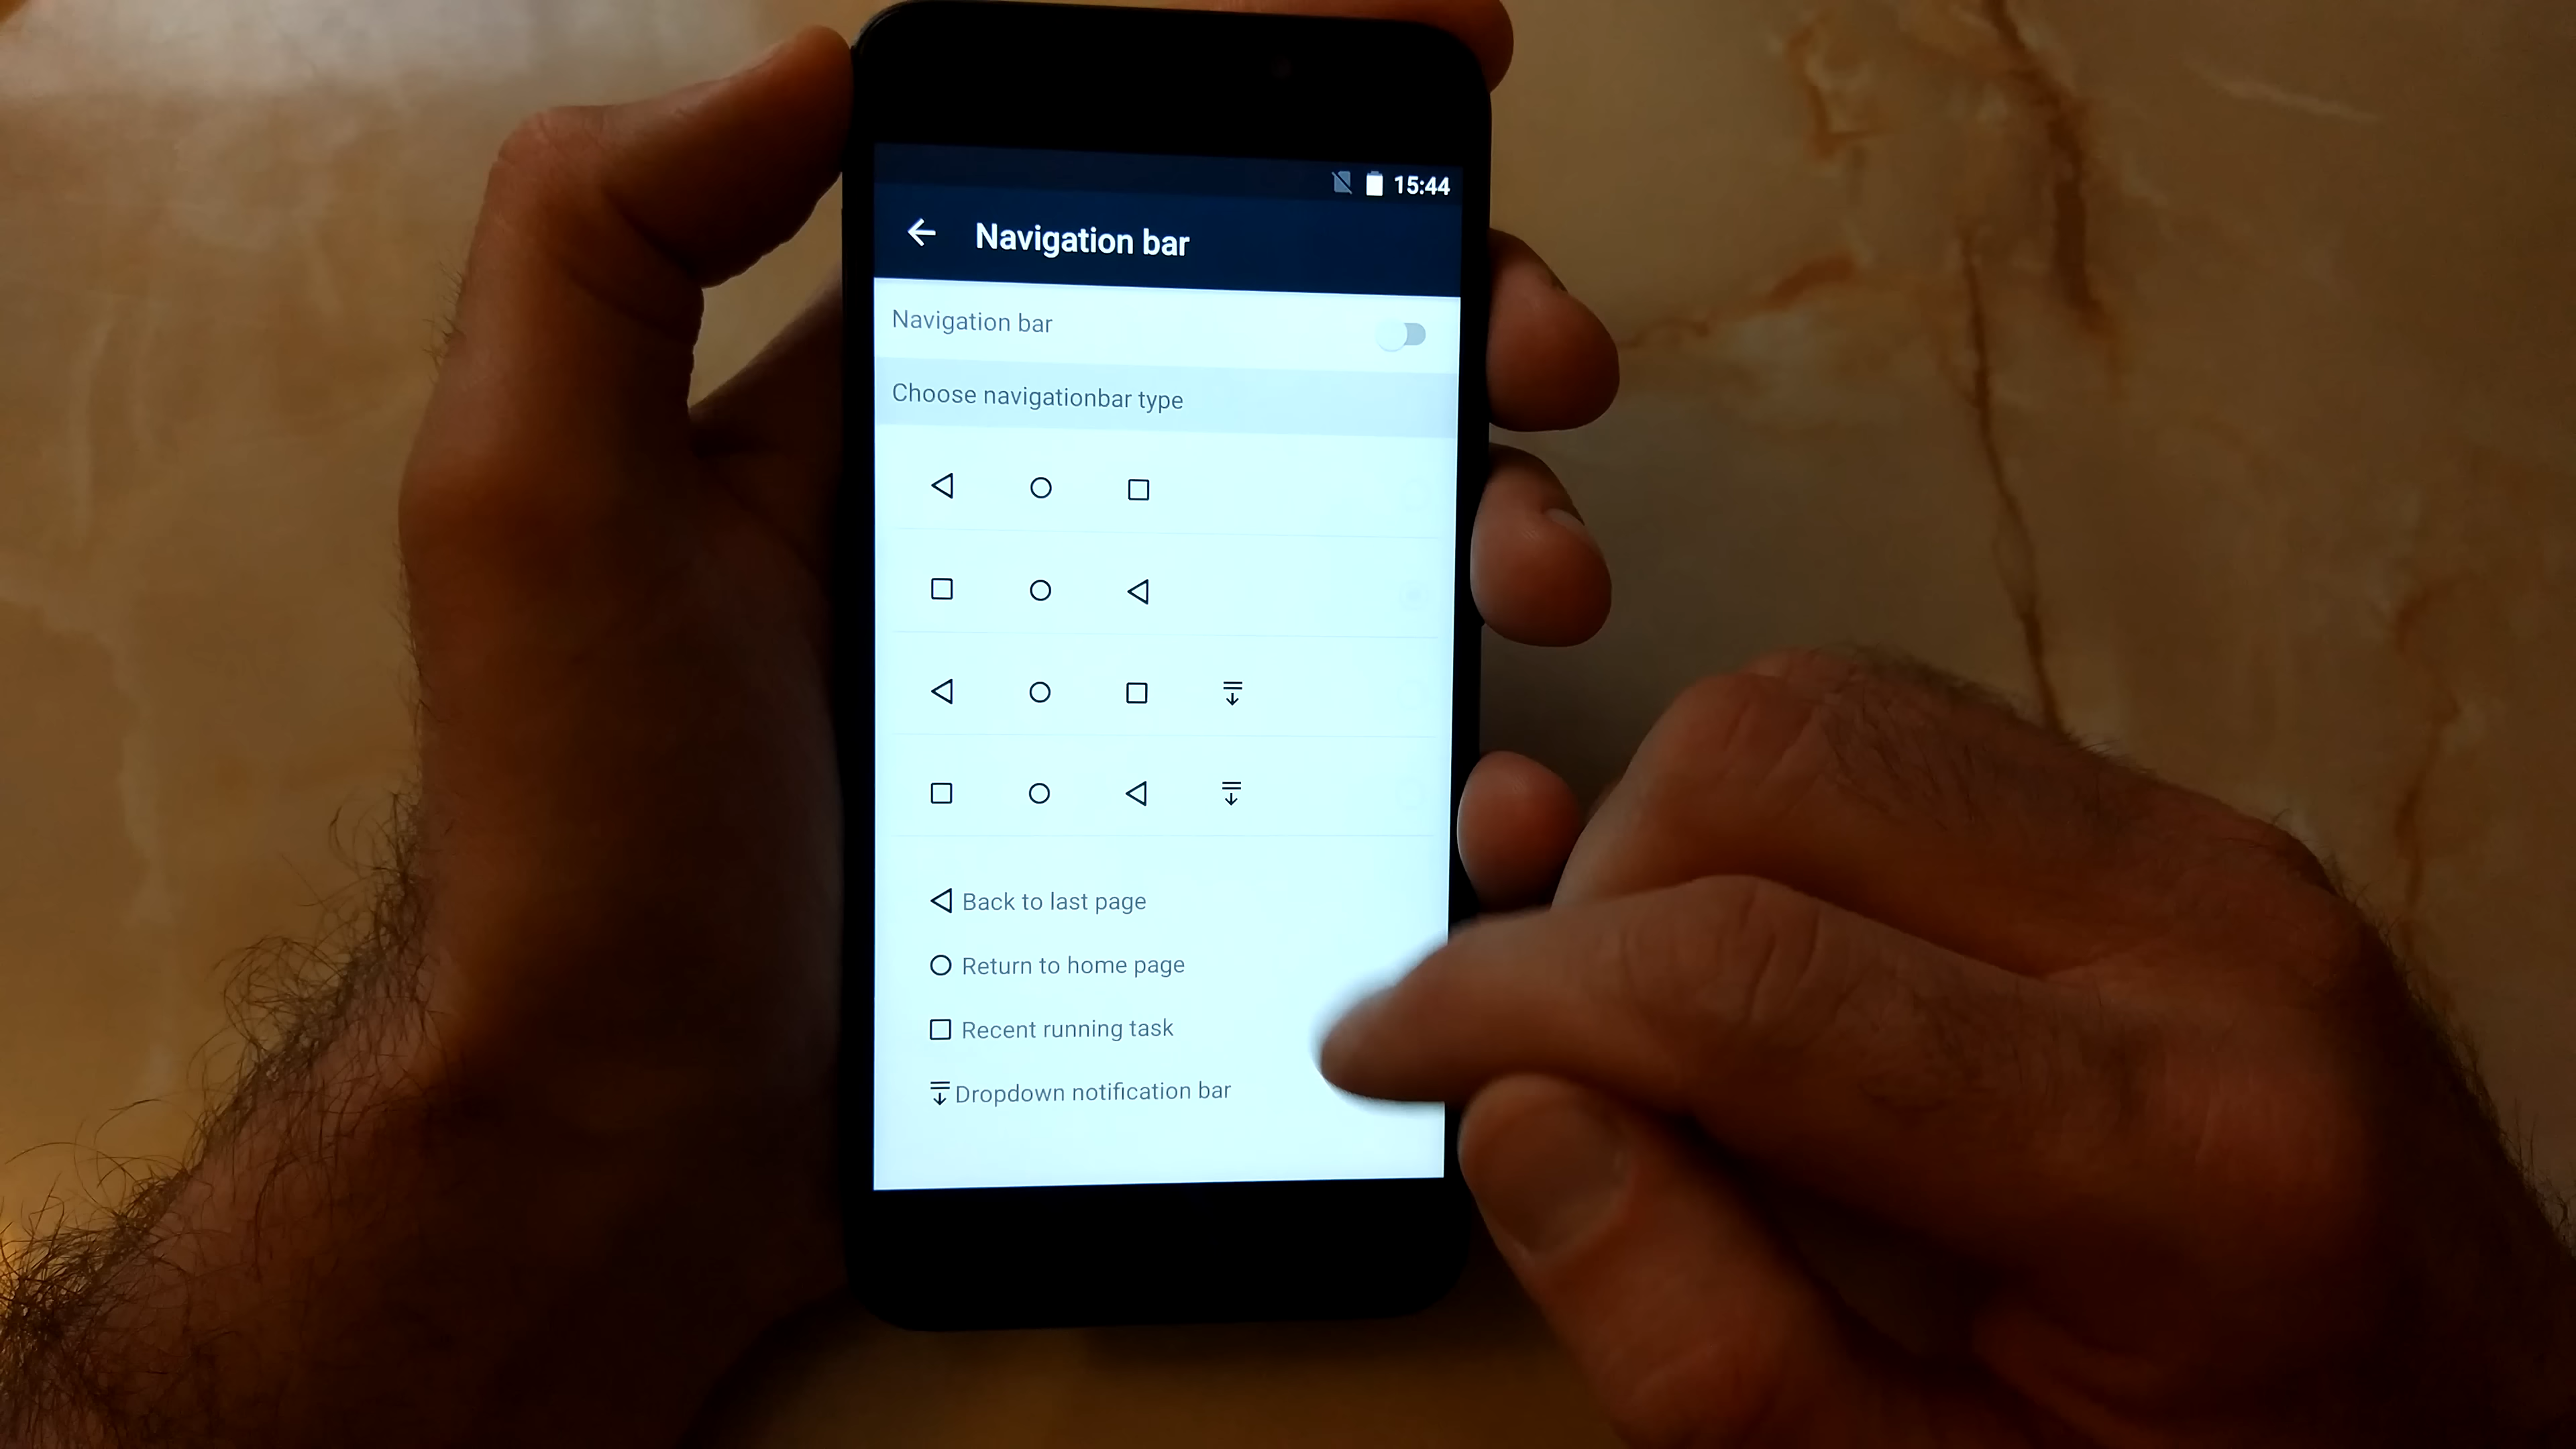 15:44
Navigation bar
Navigation bar
Choose navigationbar type
Back to last page
Return to home page
Recent running task
Dropdown notification bar